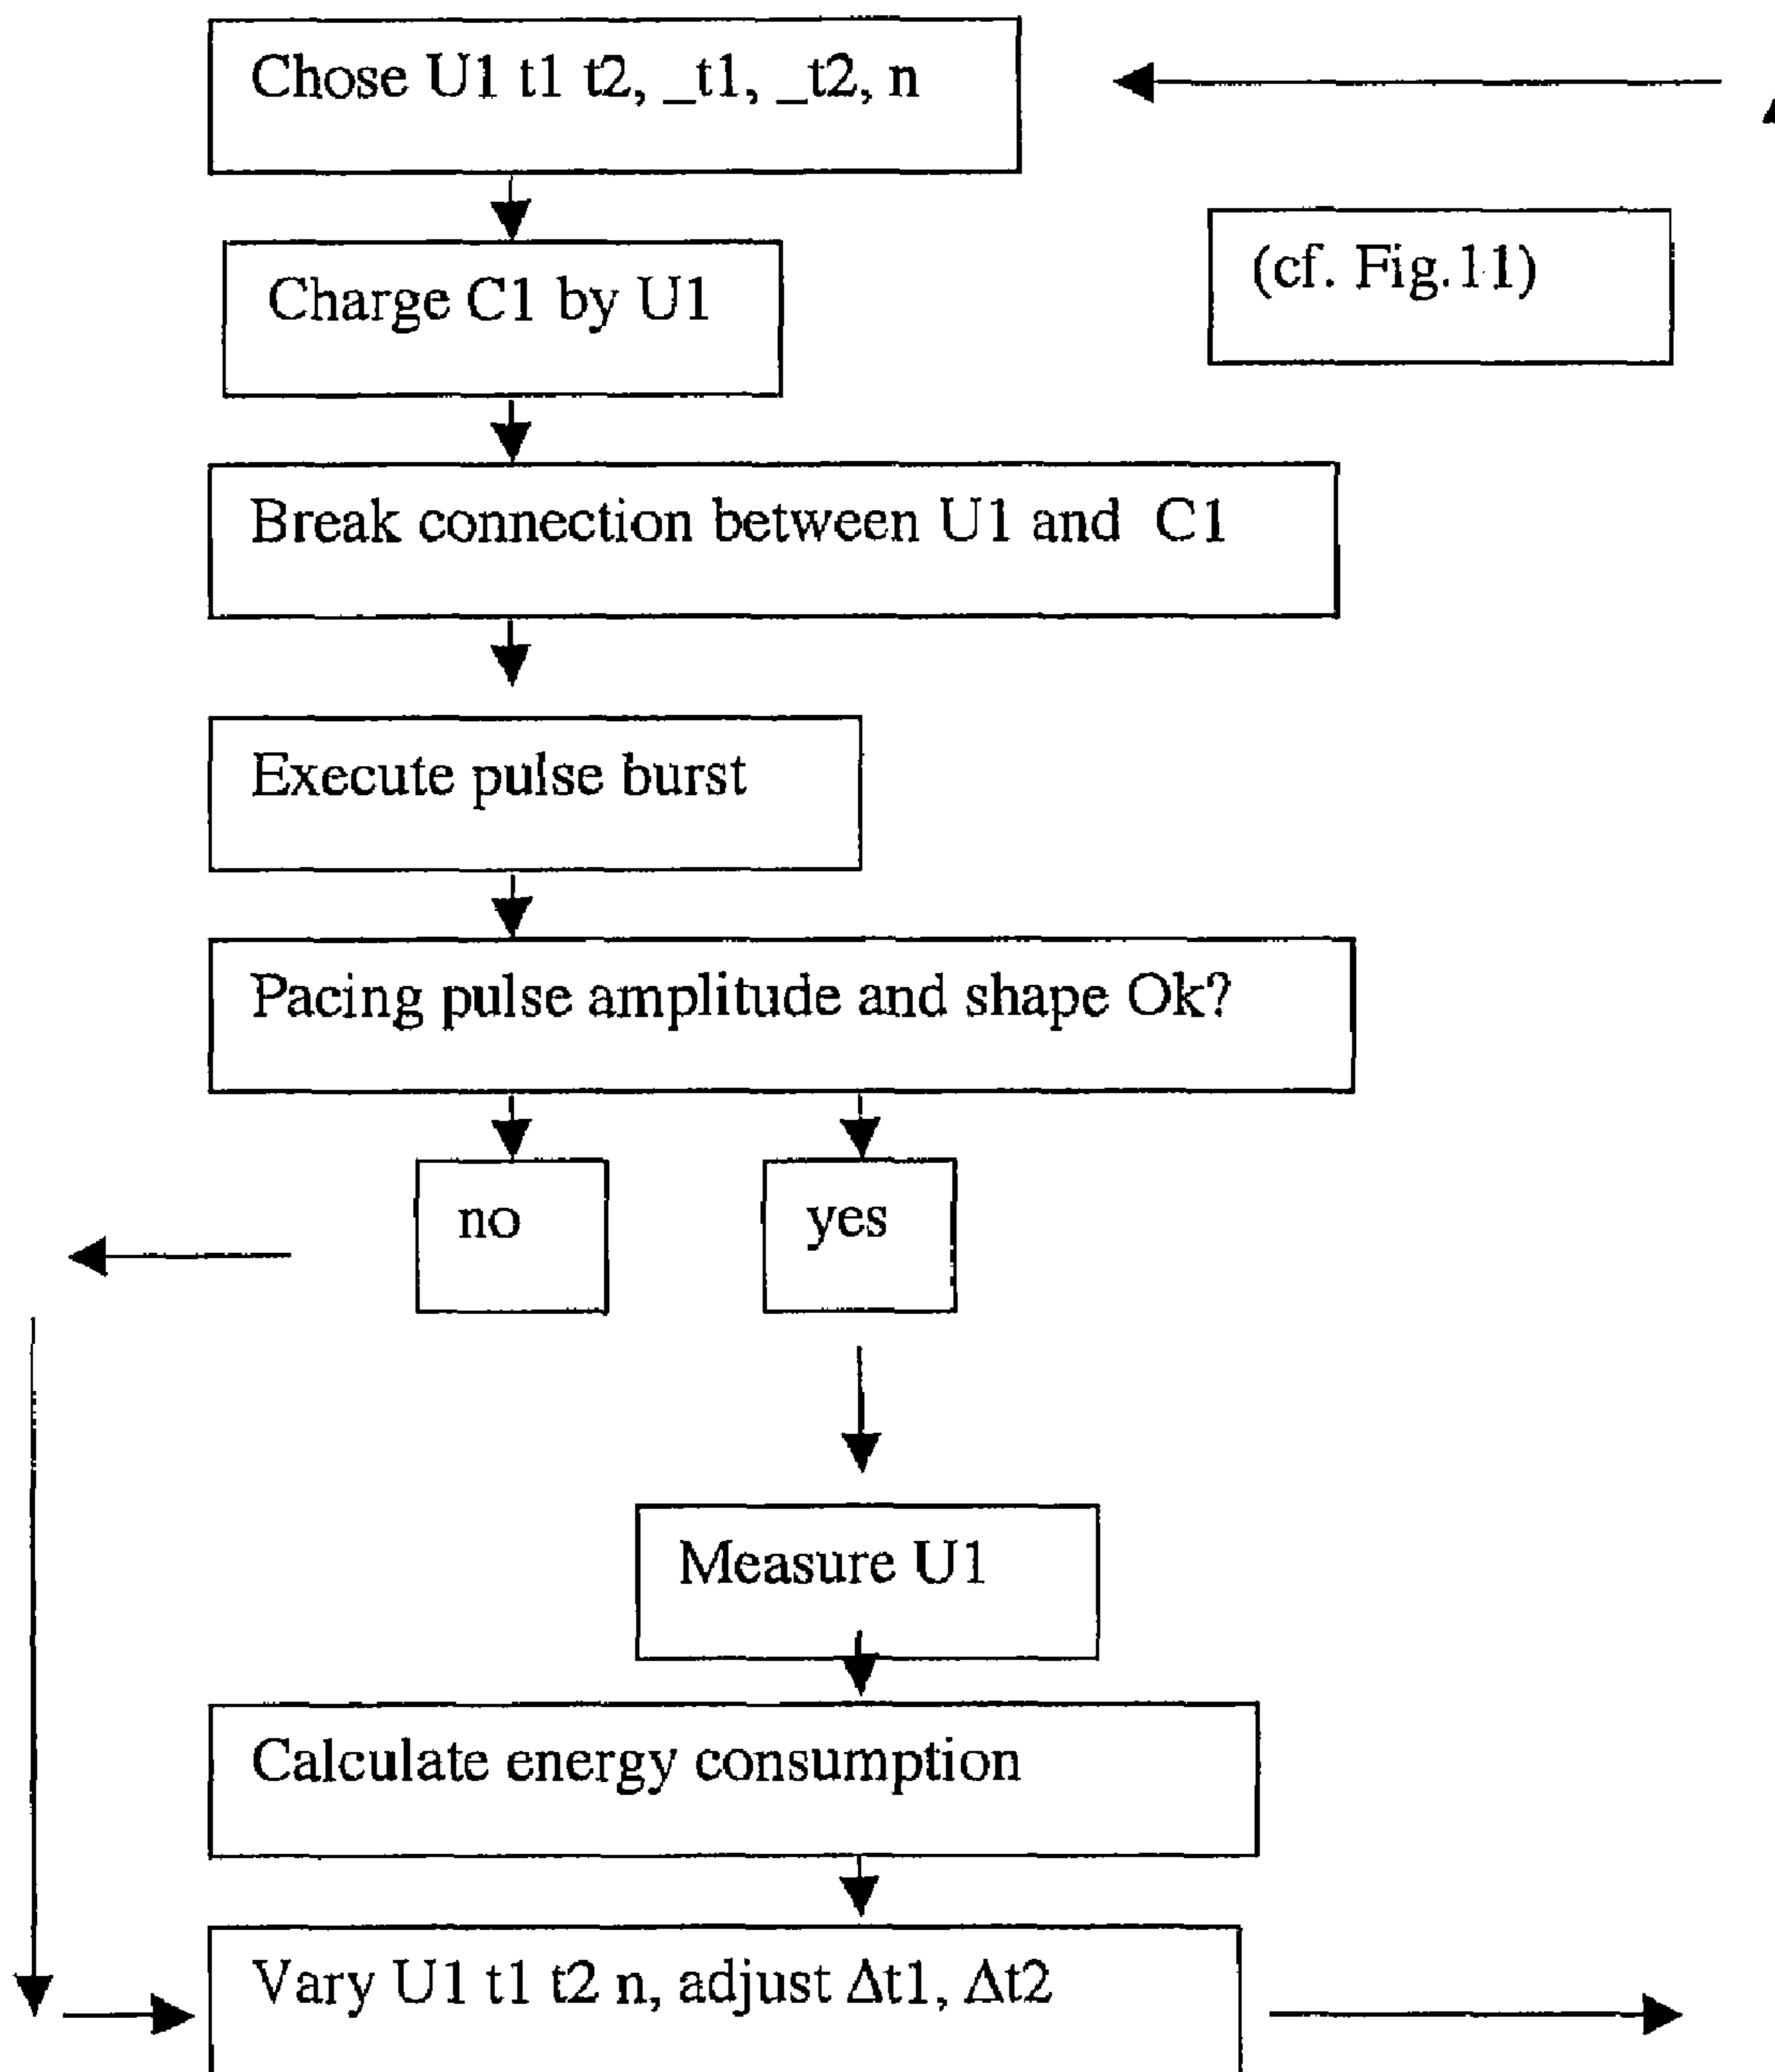 Chose U1 t1 t2, _t1, _t2, n
(cf. Fig.11)
Charge C1 by U1
Break connection between U1 and C1
Execute pulse burst
Pacing pulse amplitude and shape Ok?
no
yes
Measure U1
Calculate energy consumption
Vary U1 t1 t2 n, adjust Δt1, Δt2